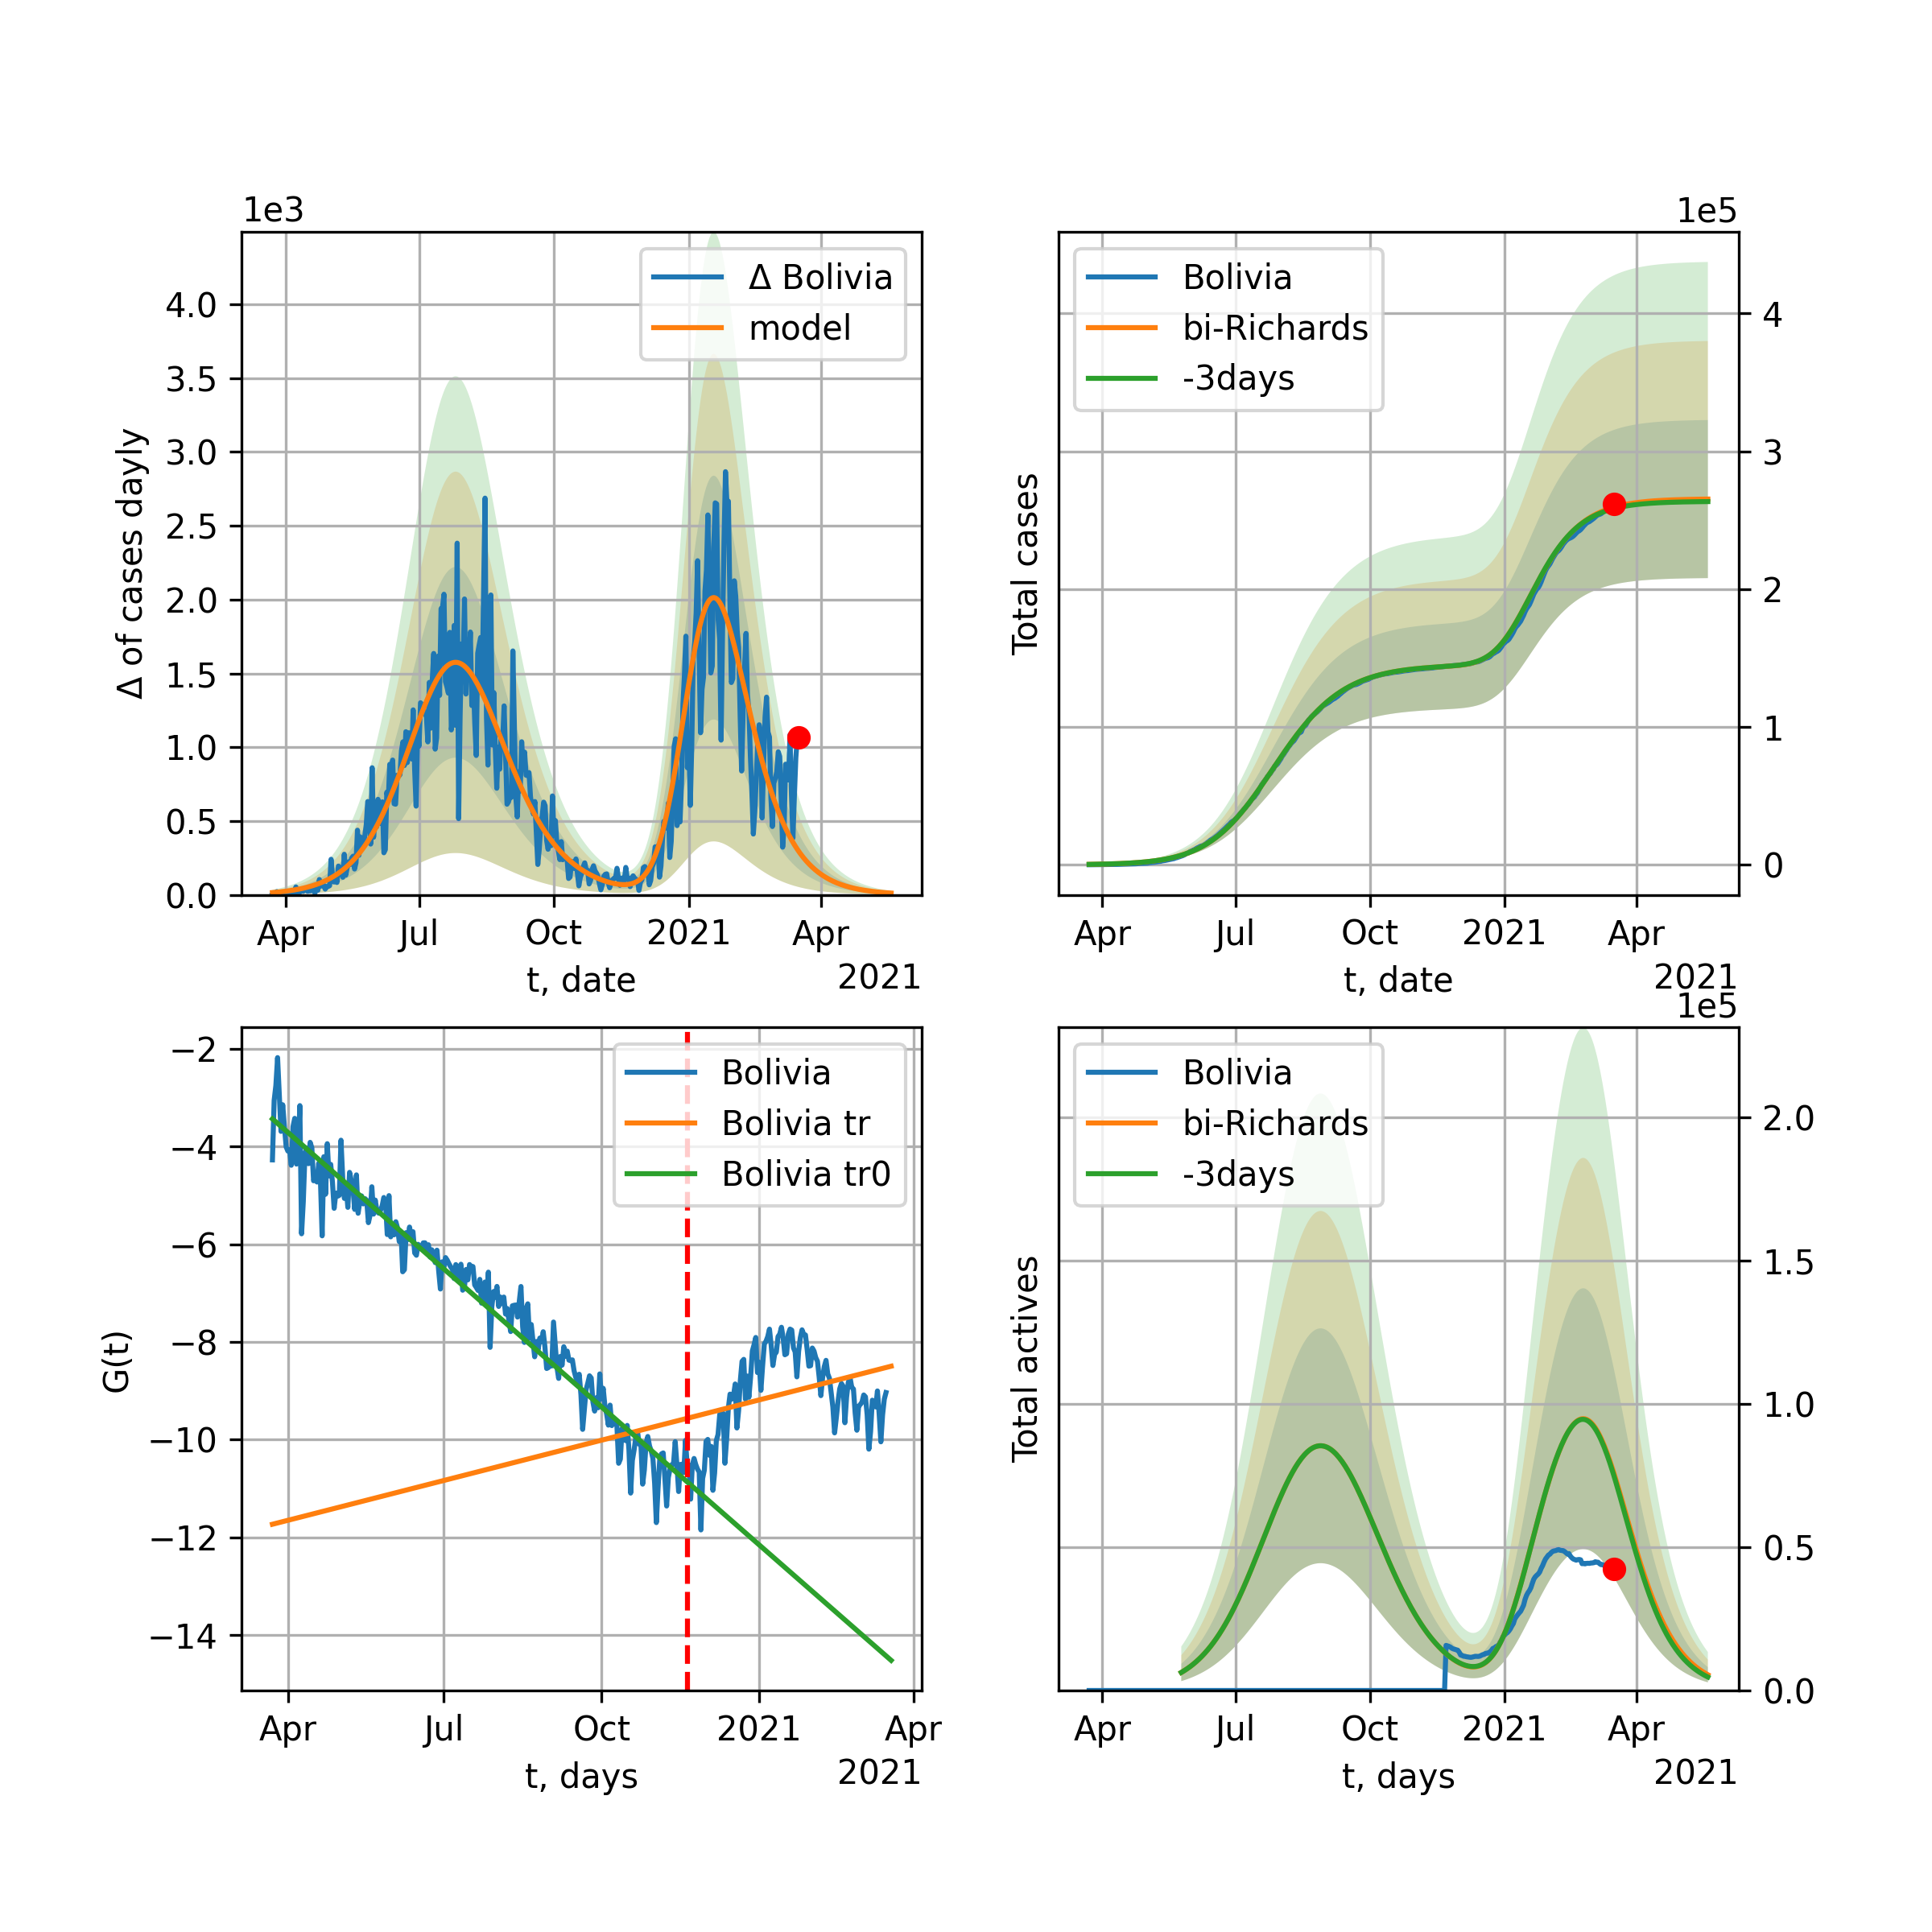 1e3
Δ of cases dayly
4.0
3.5
3.0
2.5
2.0
1.5
1.0
0.5
0.0
Δ Bolivia
model
Apr Jul Oct 2021 Apr
t, date
2021
1e5
Total cases
Bolivia
bi-Richards
-3days
4
3
2
1
0
Apr Jul Oct 2021 Apr
t, date
2021
G(t)
−2
−4
−6
−8
−10
−12
−14
Bolivia
Bolivia tr
Bolivia tr0
Apr Jul Oct 2021 Apr
t, days
2021
1e5
Total actives
Bolivia
bi-Richards
-3days
2.0
1.5
1.0
0.5
0.0
Apr Jul Oct 2021 Apr
t, days
2021